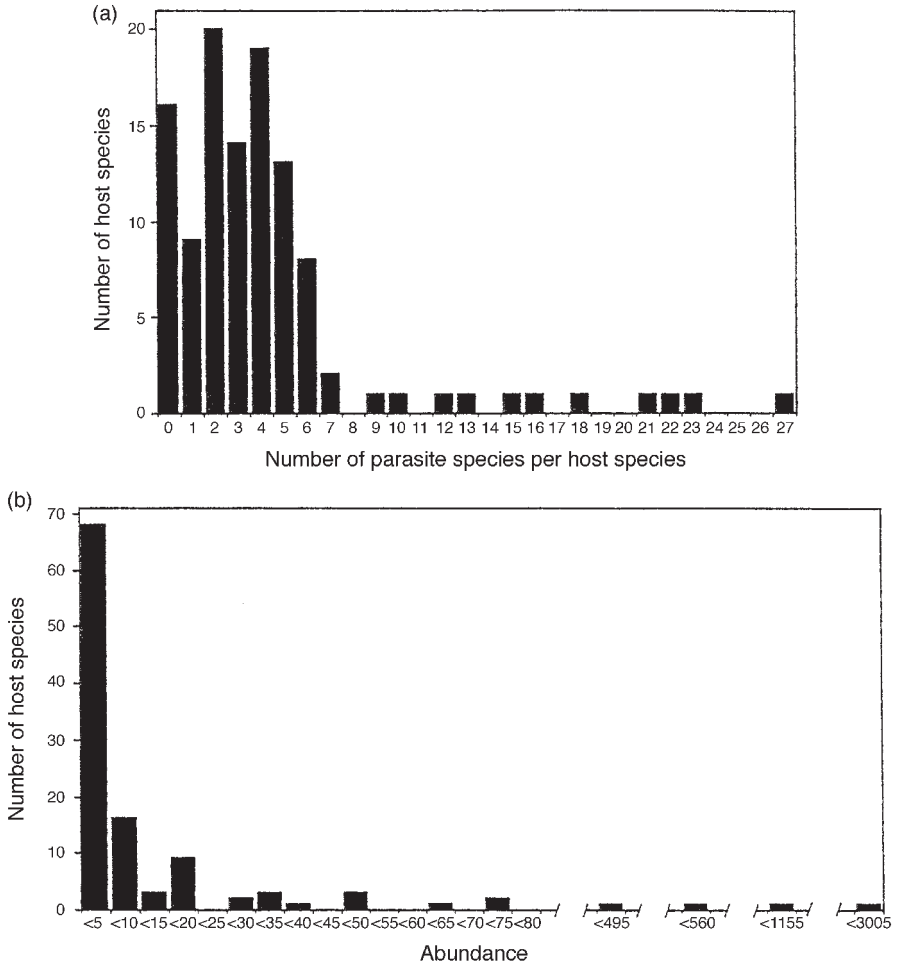 (a)
20
15
10
5
0
Number of host species
0 1 2 3 4 5 6 7 8 9 10 11 12 13 14 15 16 17 18 19 20 21 22 23 24 25 26 27
Number of parasite species per host species
(b)
70
60
50
40
30
20
10
0
Number of host species
<5 <10 <15 <20 <25 <30 <35 <40 <45 <50 <55 <60 <65 <70 <75 <80 <495 <560 <1155 <3005
Abundance